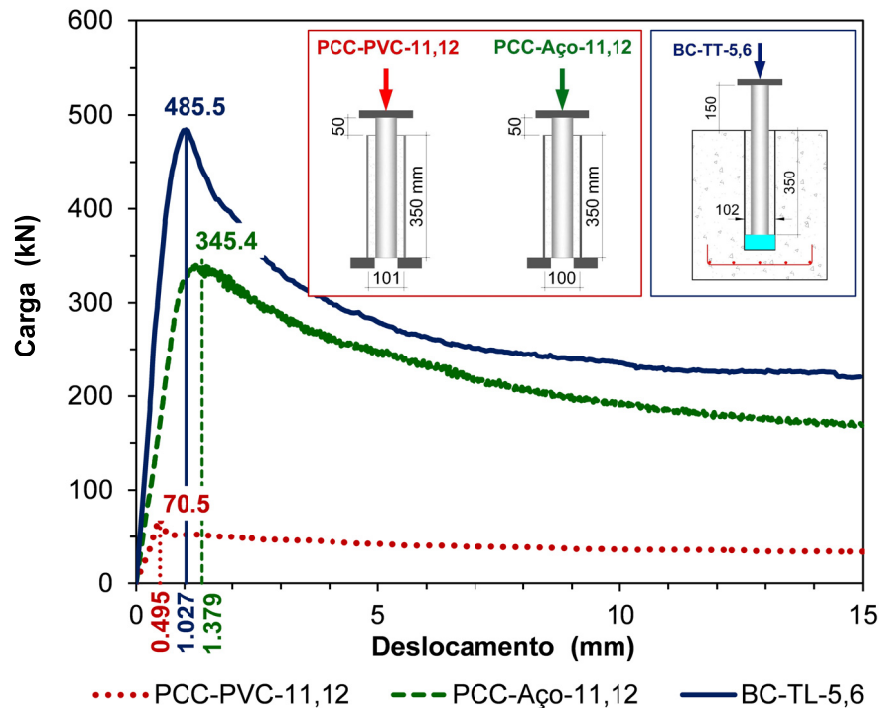 600
500
400
300
200
100
0
Carga (kN)
485.5
345.4
70.5
PCC-PVC-11,12
50
350 mm
101
PCC-Aço-11,12
50
350 mm
100
BC-TT-5,6
150
350
102
0
5
10
15
0.495
1.027
1.379
Deslocamento (mm)
PCC-PVC-11,12
PCC-Aço-11,12
BC-TL-5,6